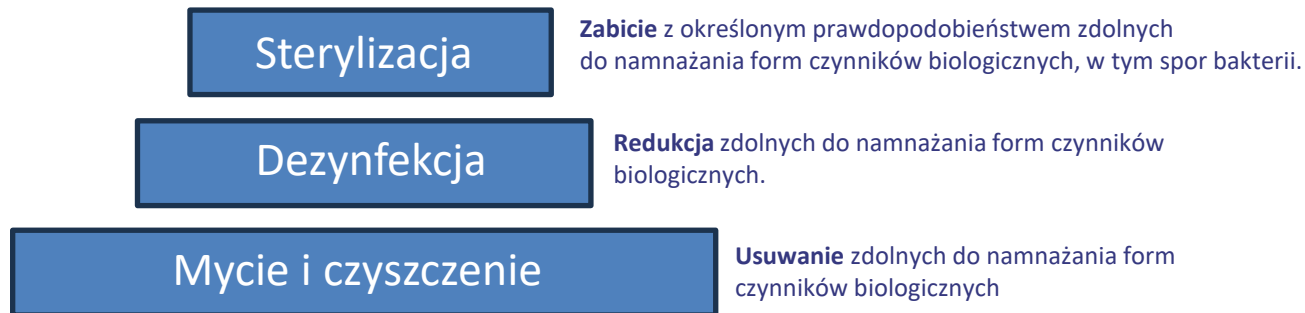 Sterylizacja
Zabicie z określonym prawdopodobieństwem zdolnych
do namnażania form czynników biologicznych, w tym spor bakterii.
Dezynfekcja
Redukcja zdolnych do namnażania form czynników
biologicznych.
Mycie i czyszczenie
Usuwanie zdolnych do namnażania form
czynników biologicznych